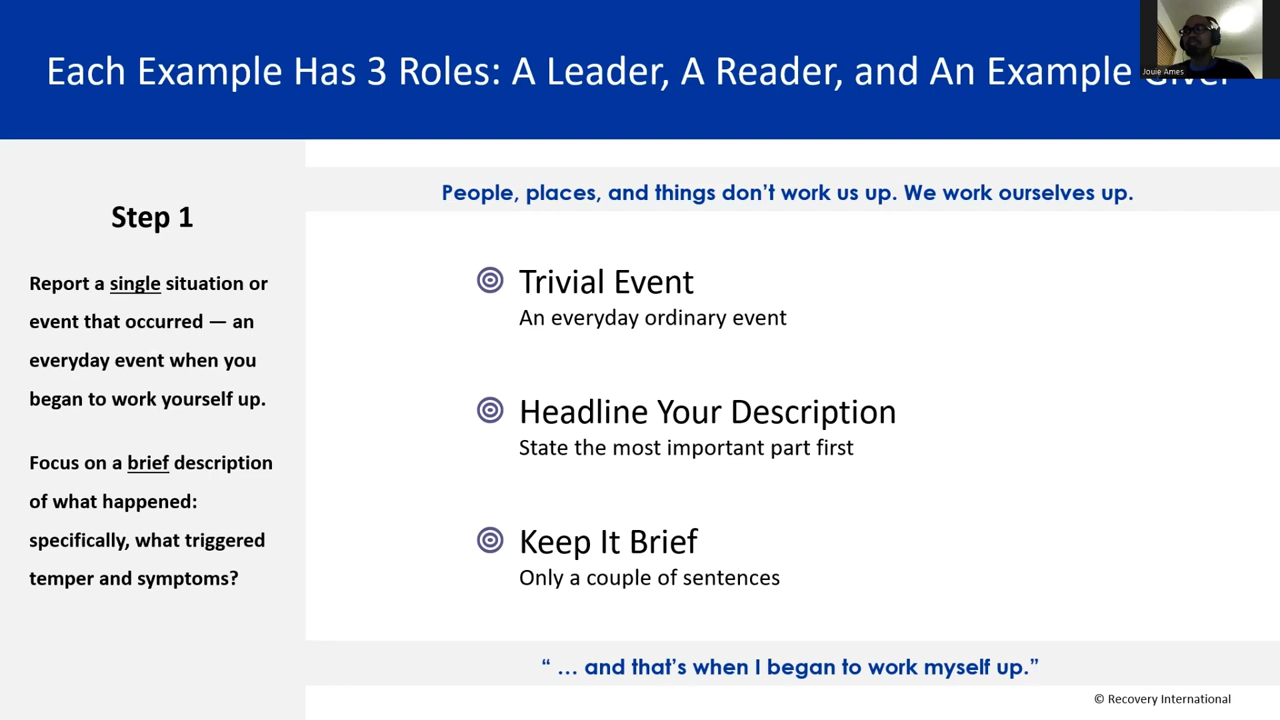 Each Example Has 3 Roles: A Leader, A Reader, and An Example
Jouie Ames
Step 1
Report a single situation or
event that occurred — an
everyday event when you
began to work yourself up.
Focus on a brief description
of what happened:
specifically, what triggered
temper and symptoms?
People, places, and things don’t work us up. We work ourselves up.
Trivial Event
An everyday ordinary event
Headline Your Description
State the most important part first
Keep It Brief
Only a couple of sentences
“ … and that’s when I began to work myself up.”
© Recovery International